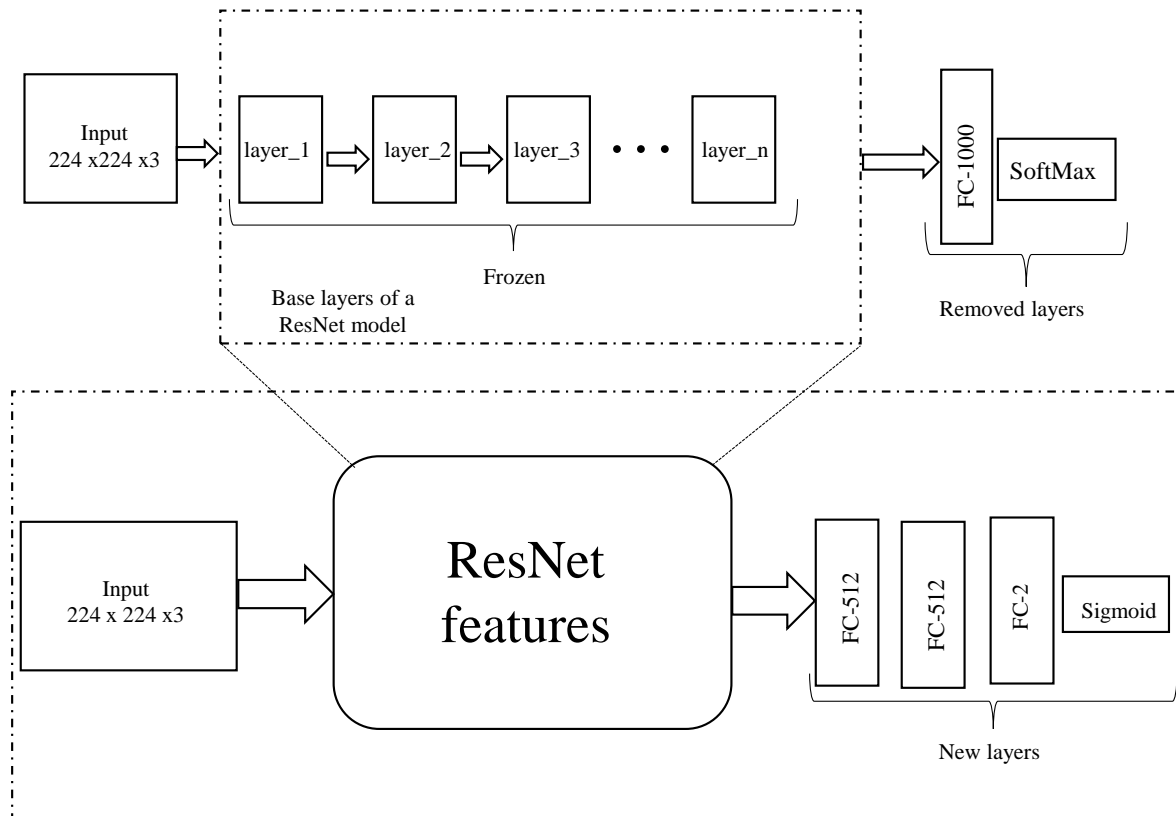 Input
224 x224 x3
layer_1
layer_2
layer_3
layer_n
FC-1000
SoftMax
Frozen
Base layers of a
ResNet model
Removed layers
Input
224 x 224 x3
ResNet
features
FC-512
FC-512
FC-2
Sigmoid
New layers